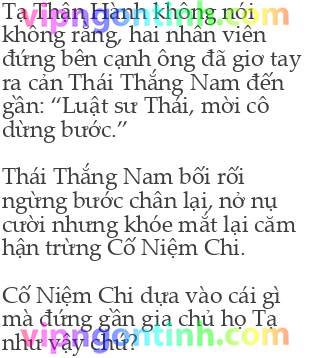 Tạ Thận Hành không nói
không rằng, hai nhân viên
đứng bên cạnh ông đã giơ tay
ra cản Thái Thắng Nam đến
gần: “Luật sư Thái, mời cô
dừng bước.”
Thái Thắng Nam bối rối
ngừng bước chân lại, nở nụ
cười nhưng khóe mắt lại căm
hận trừng Cố Niệm Chi.
Cố Niệm Chi dựa vào cái gì
mà đứng gần gia chủ họ Tạ
như vậy chứ?
vipngontinh.com
vipngontinh.com